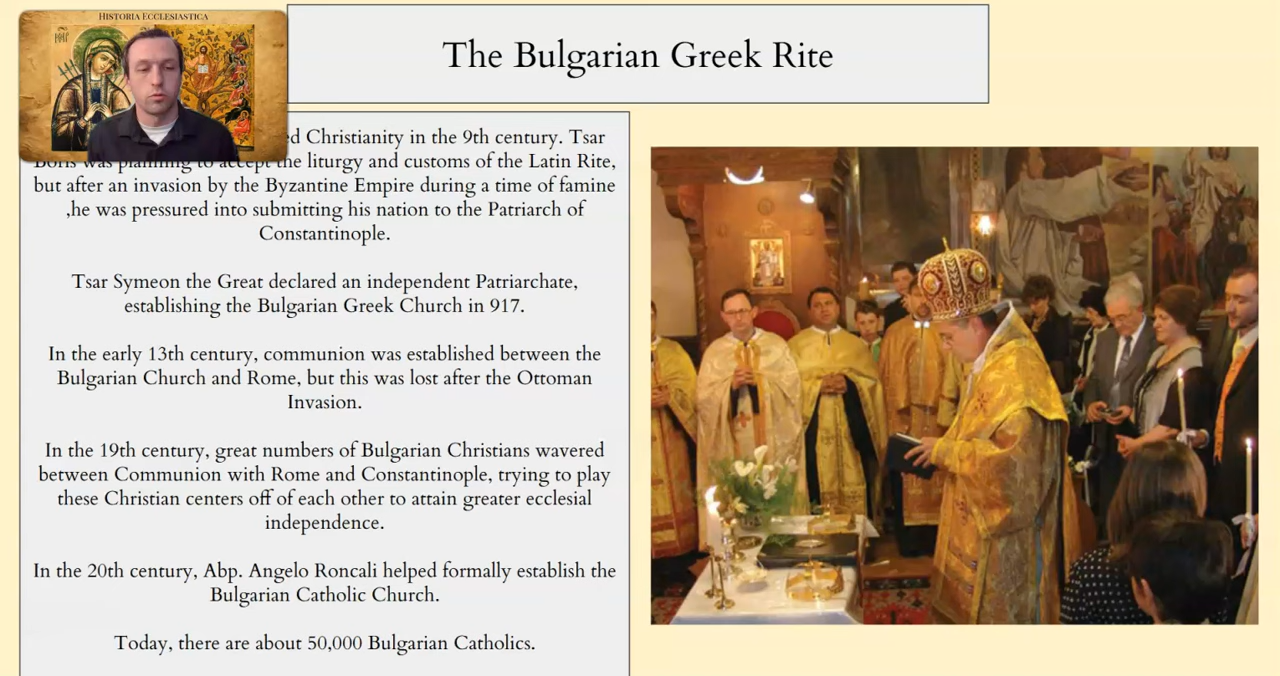 HISTORIA ECCLESIASTICA
The Bulgarian Greek Rite
ed Christianity in the 9th century. Tsar
Boris was planning to accept the liturgy and customs of the Latin Rite,
but after an invasion by the Byzantine Empire during a time of famine
,he was pressured into submitting his nation to the Patriarch of
Constantinople.
Tsar Symeon the Great declared an independent Patriarchate,
establishing the Bulgarian Greek Church in 917.
In the early 13th century, communion was established between the
Bulgarian Church and Rome, but this was lost after the Ottoman
Invasion.
In the 19th century, great numbers of Bulgarian Christians wavered
between Communion with Rome and Constantinople, trying to play
these Christian centers off of each other to attain greater ecclesial
independence.
In the 20th century, Abp. Angelo Roncali helped formally establish the
Bulgarian Catholic Church.
Today, there are about 50,000 Bulgarian Catholics.